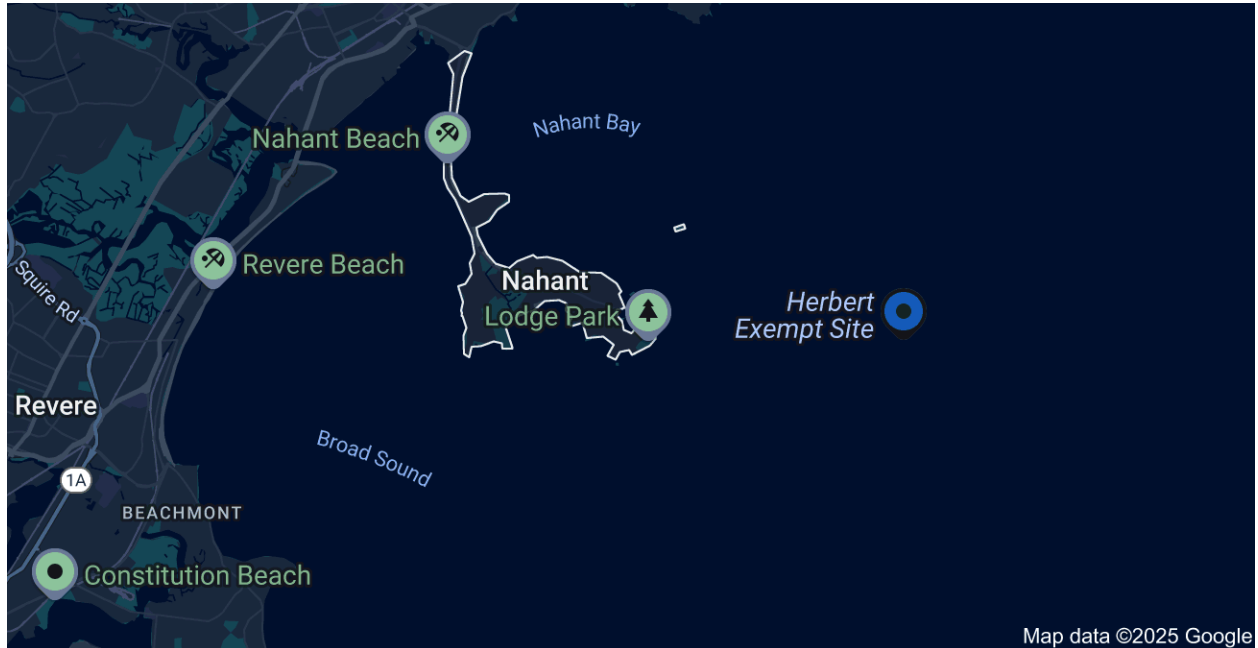 Nahant Bay
Nahant Beach
Revere Beach
Squire Rd
Nahant
Lodge Park
Herbert
Exempt Site
Revere
Broad Sound
1A
BEACHMONT
Constitution Beach
Map data ©2025 Google